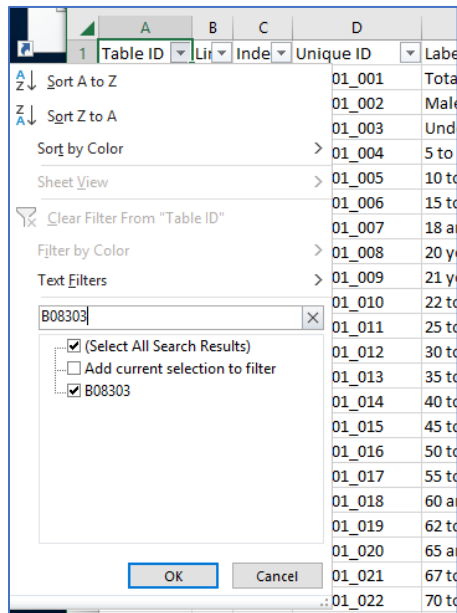 A B C D
1 Table ID Lin Inde Unique ID Labe
Sort A to Z
Sort Z to A
Sort by Color
Sheet View
Clear Filter From "Table ID"
Filter by Color
Text Filters
B08303
(Select All Search Results)
Add current selection to filter
B08303
OK Cancel
01_001 Tota
01_002 Male
01_003 Und
01_004 5 to
01_005 10 to
01_006 15 to
01_007 18 a
01_008 20 y
01_009 21 y
01_010 22 to
01_011 25 to
01_012 30 to
01_013 35 to
01_014 40 to
01_015 45 to
01_016 50 to
01_017 55 to
01_018 60 a
01_019 62 to
01_020 65 a
01_021 67 to
01_022 70 to